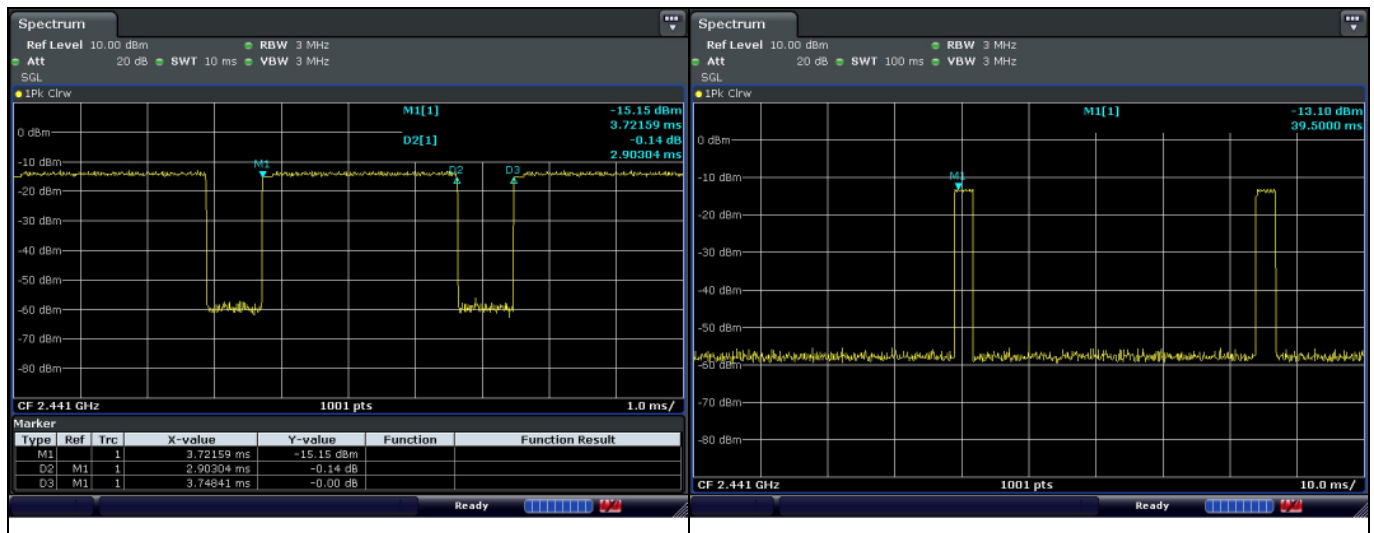 Spectrum
Ref Level 10.00 dBm RBW 3 MHz
Att 20 dB SWT 10 ms VBW 3 MHz
SGL
1Pk Clrw
M1[1] -15.15 dBm
3.72159 ms
D2[1] -0.14 dB
2.90304 ms
0 dBm
-10 dBm
M1
D2
D3
-20 dBm
-30 dBm
-40 dBm
-50 dBm
-60 dBm
-70 dBm
-80 dBm
CF 2.441 GHz 1001 pts 1.0 ms/
Marker
Type Ref Trc X-value Y-value Function Function Result
M1 1 3.72159 ms -15.15 dBm
D2 M1 1 2.90304 ms -0.14 dB
D3 M1 1 3.74841 ms -0.00 dB
Ready
Spectrum
Ref Level 10.00 dBm RBW 3 MHz
Att 20 dB SWT 100 ms VBW 3 MHz
SGL
1Pk Clrw
M1[1] -13.10 dBm
39.5000 ms
0 dBm
-10 dBm
M1
-20 dBm
-30 dBm
-40 dBm
-50 dBm
-60 dBm
-70 dBm
-80 dBm
CF 2.441 GHz 1001 pts 10.0 ms/
Ready